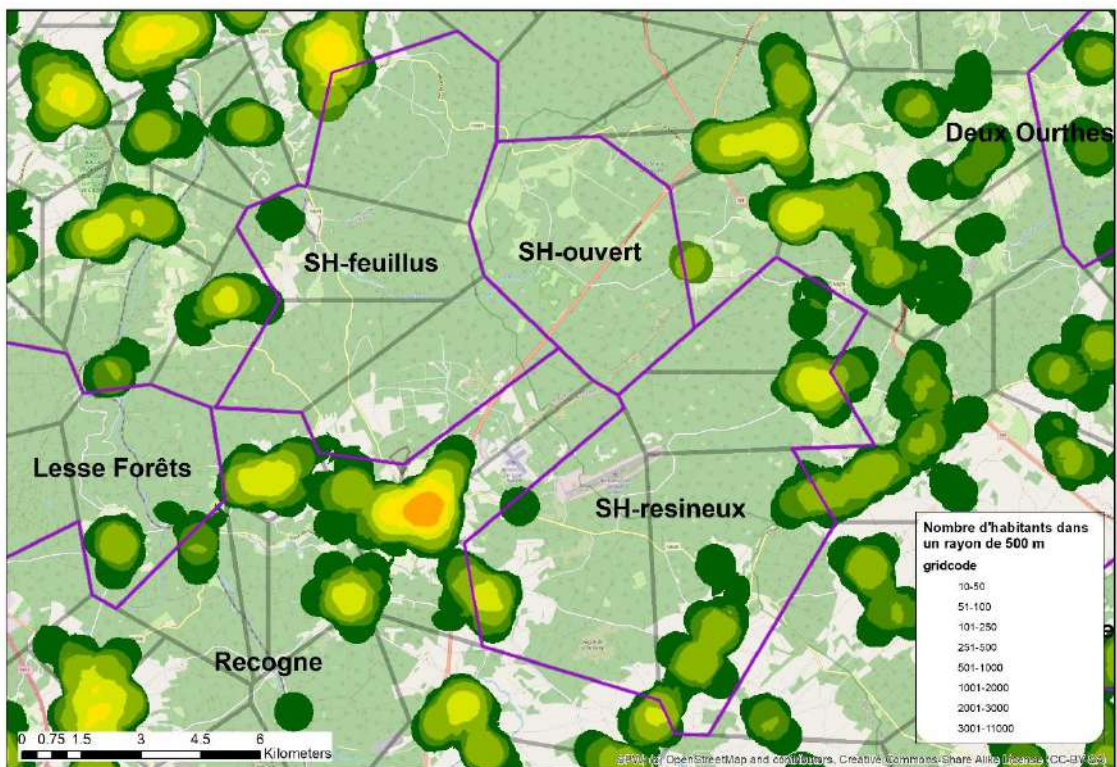 Deux Ourthes
SH-feuillus
SH-ouvert
Lesse Forêts
SH-resineux
Recogne
e
Nombre d'habitants dans
un rayon de 500 m
gridcode
10-50
51-100
101-250
251-500
501-1000
1001-2000
2001-3000
3001-11000
0 0.75 1.5 3 4.5 6
Kilometers
OpenStreetMap and contributors, Creative Commons-Share Alike License (CC-BY-SA)